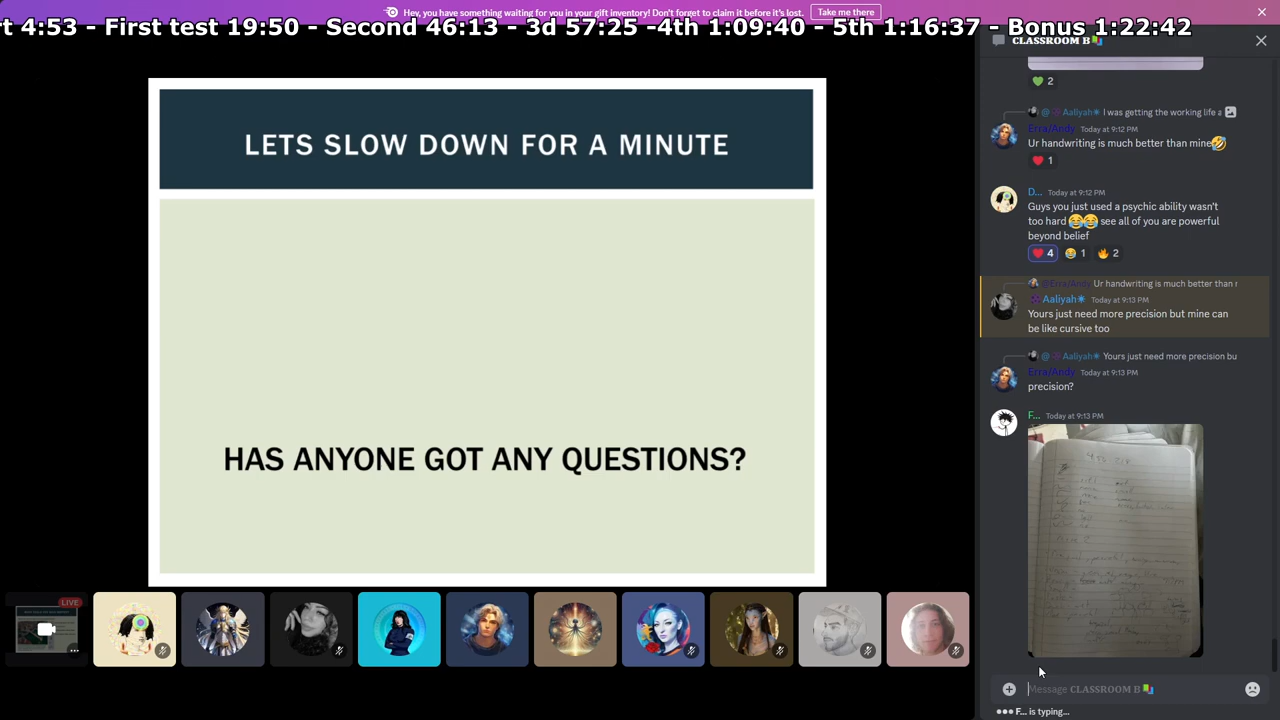 Hey, you have something waiting for you in your gift inventory! Don't forget to claim it before it's lost. Take me there
4:53 - First test 19:50 - Second 46:13 - 3d 57:25 -4th 1:09:40 - 5th 1:16:37 - Bonus 1:22:42
LETS SLOW DOWN FOR A MINUTE
HAS ANYONE GOT ANY QUESTIONS?
LIVE
CLASSROOM B
2
@ Aaliyah I was getting the working life a
Erra/Andy Today at 9:12 PM
Ur handwriting is much better than mine🤣
1
D... Today at 9:12 PM
Guys you just used a psychic ability wasn't
too hard 😂😂 see all of you are powerful
beyond belief
4 1 2
@Erra/Andy Ur handwriting is much better than
Aaliyah Today at 9:13 PM
Yours just need more precision but mine can
be like cursive too
@ Aaliyah Yours just need more precision bu
Erra/Andy Today at 9:13 PM
precision?
F... Today at 9:13 PM
Message CLASSROOM B
F... is typing...